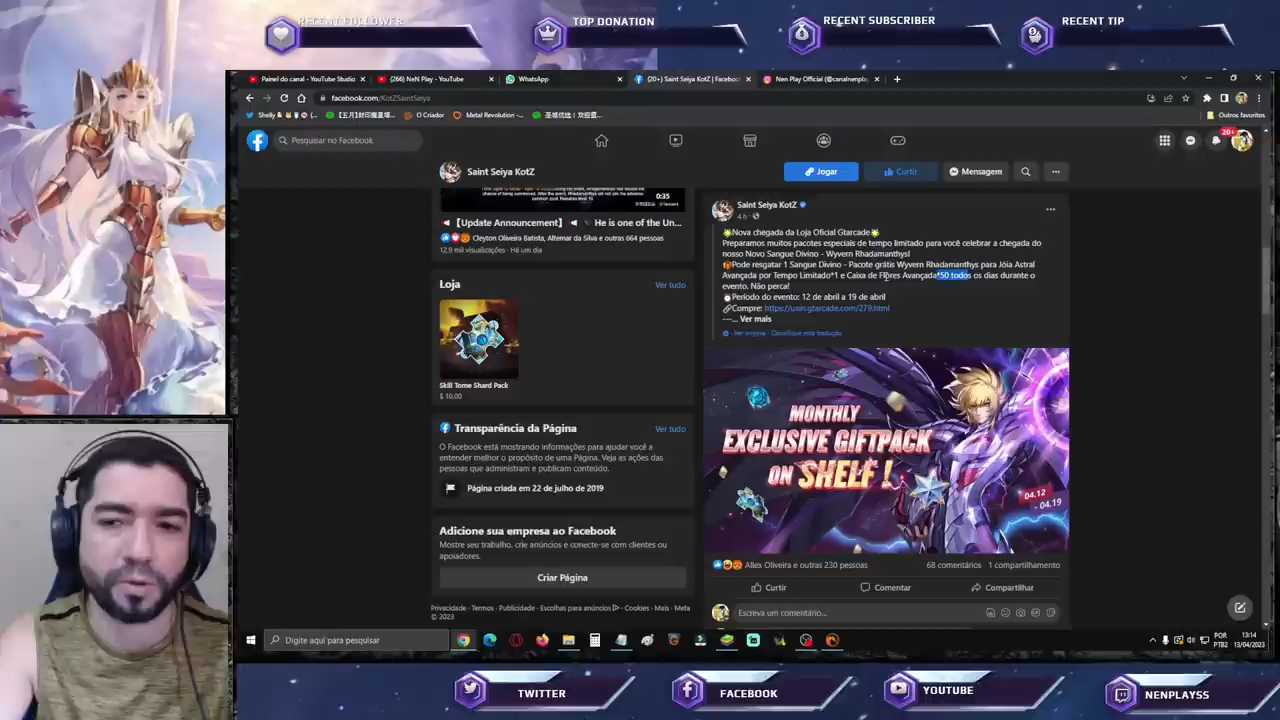 RECENT FOLLOWER
TOP DONATION
RECENT SUBSCRIBER
RECENT TIP
Painel do canal - YouTube Studio
(266) NeN Play - YouTube
WhatsApp
(20+) Saint Seiya KotZ | Facebook
Nen Play Official (@canalnenplay
facebook.com/KotZSaintSeiya
O Criador
Metal Revolution -...
Outros favoritos
Pesquisar no Facebook
20+
Saint Seiya KotZ
Jogar
Curtir
Mensagem
0:35
【Update Announcement】 He is one of the Un...
Cleyton Oliveira Batista, Altemar da Silva e outras 664 pessoas
12,9 mil visualizações · Há um dia
Loja
Ver tudo
Skill Tome Shard Pack
$ 10,00
Transparência da Página
Ver tudo
O Facebook está mostrando informações para ajudar você a
entender melhor o propósito de uma Página. Veja as ações das
pessoas que administram e publicam conteúdo.
Página criada em 22 de julho de 2019
Adicione sua empresa ao Facebook
Mostre seu trabalho, crie anúncios e conecte-se com clientes ou
apoiadores.
Criar Página
Privacidade · Termos · Publicidade · Escolhas para anúncios · Cookies · Mais · Meta
© 2023
Saint Seiya KotZ
4 h
Nova chegada da Loja Oficial Gtarcade
Preparamos muitos pacotes especiais de tempo limitado para você celebrar a chegada do
nosso Novo Sangue Divino - Wyvern Rhadamanthys!
Pode resgatar 1 Sangue Divino - Pacote grátis Wyvern Rhadamanthys para Jóia Astral
Avançada por Tempo Limitado*1 e Caixa de Flores Avançada*50 todos os dias durante o
evento. Não perca!
Período do evento: 12 de abril a 19 de abril
Compre: https://uxin.gtarcade.com/279.html
---... Ver mais
Ver original · Classifique esta tradução
MONTHLY
EXCLUSIVE GIFTPACK
ON SHELF !
04.12
- 04.19
Allex Oliveira e outras 230 pessoas
68 comentários 1 compartilhamento
Curtir
Comentar
Compartilhar
Escreva um comentário...
Digite aqui para pesquisar
POR
PTB2
13:14
13/04/2023
TWITTER
FACEBOOK
YOUTUBE
NENPLAYSS